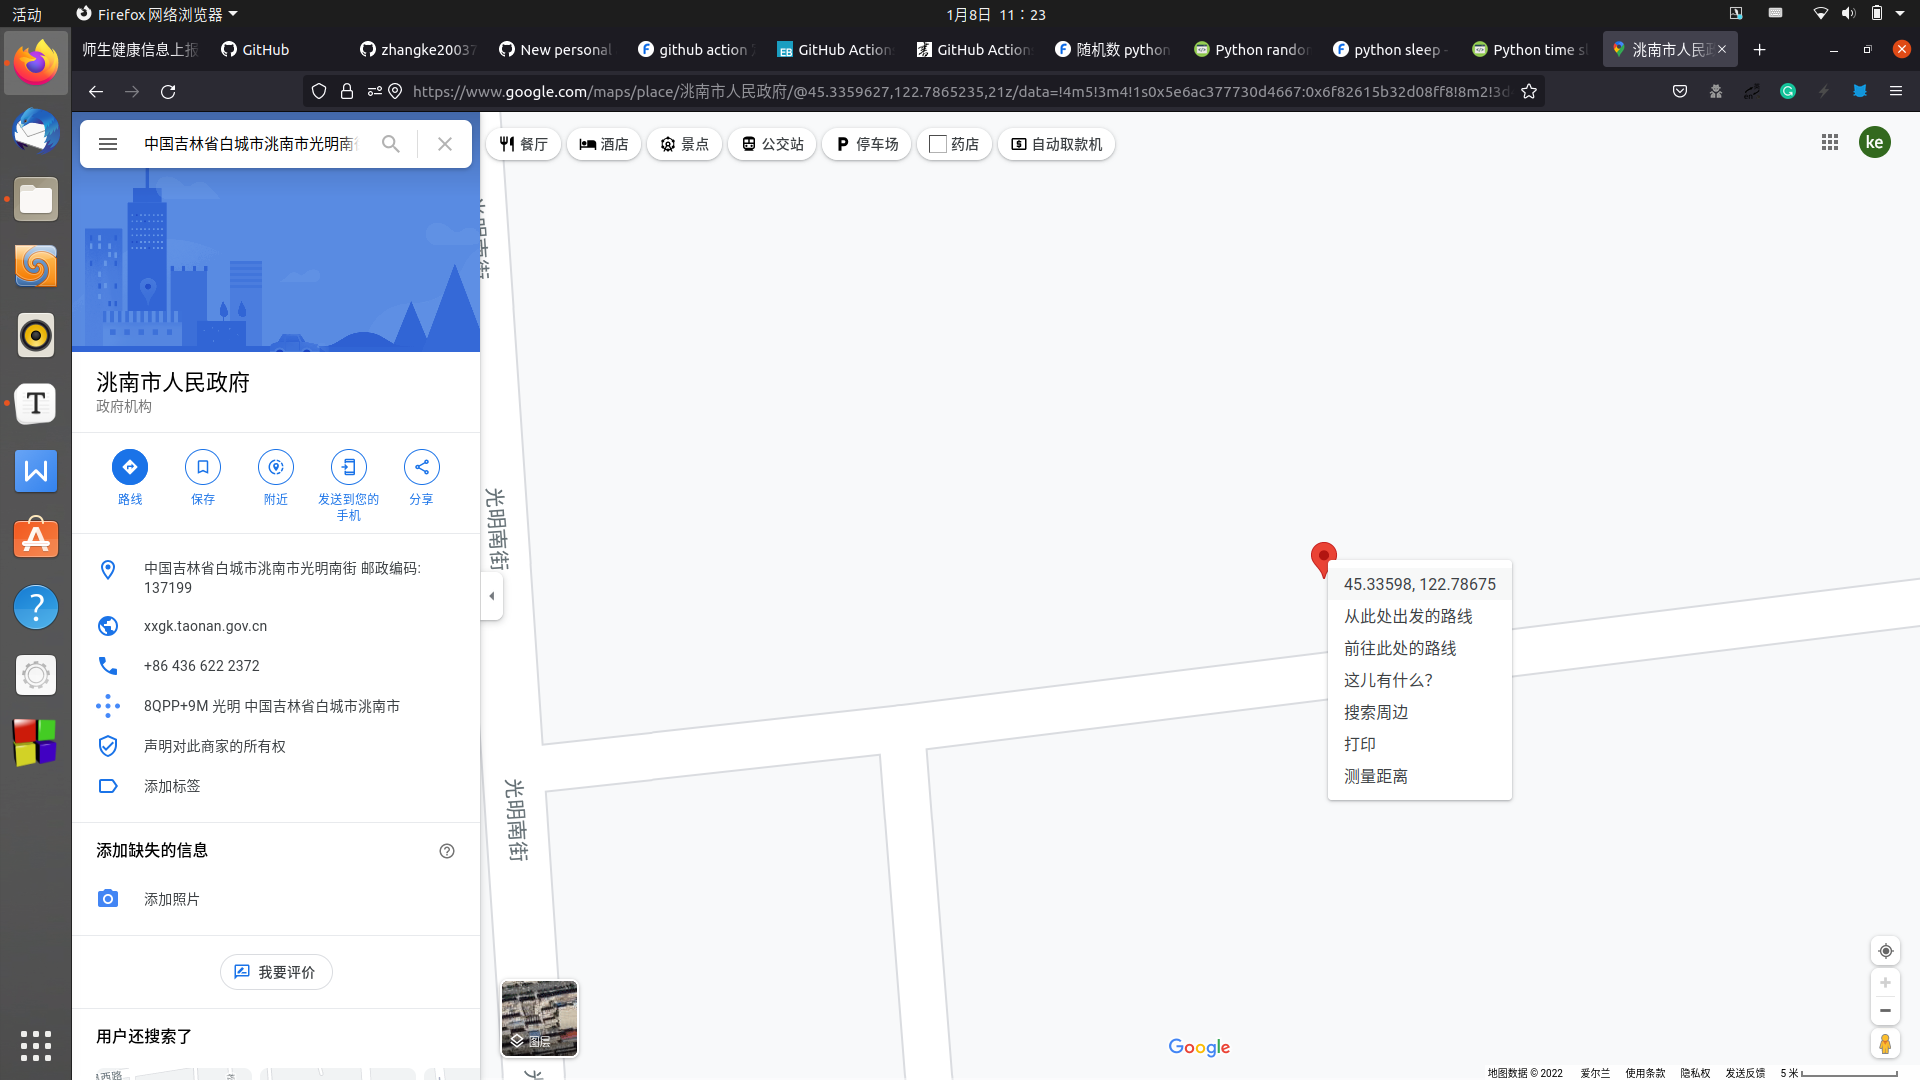 活动
Firefox 网络浏览器
1月8日 11：23
师生健康信息上报
GitHub
zhangke20037
New personal
github action
GitHub Action
GitHub Action
随机数 python
Python rando
python sleep -
Python time s
洮南市人民政
https://www.google.com/maps/place/洮南市人民政府/@45.3359627,122.7865235,21z/data=!4m5!3m4!1s0x5e6ac377730d4667:0x6f82615b32d08ff8!8m2!3d
中国吉林省白城市洮南市光明南街
餐厅
酒店
景点
公交站
停车场
药店
自动取款机
ke
洮南市人民政府
政府机构
路线
保存
附近
发送到您的
手机
分享
中国吉林省白城市洮南市光明南街 邮政编码:
137199
xxgk.taonan.gov.cn
+86 436 622 2372
8QPP+9M 光明 中国吉林省白城市洮南市
声明对此商家的所有权
添加标签
添加缺失的信息
添加照片
我要评价
用户还搜索了
西路
光明南街
光明南街
光明南街
45.33598, 122.78675
从此处出发的路线
前往此处的路线
这儿有什么?
搜索周边
打印
测量距离
图层
Google
地图数据 © 2022
爱尔兰
使用条款
隐私权
发送反馈
5 米